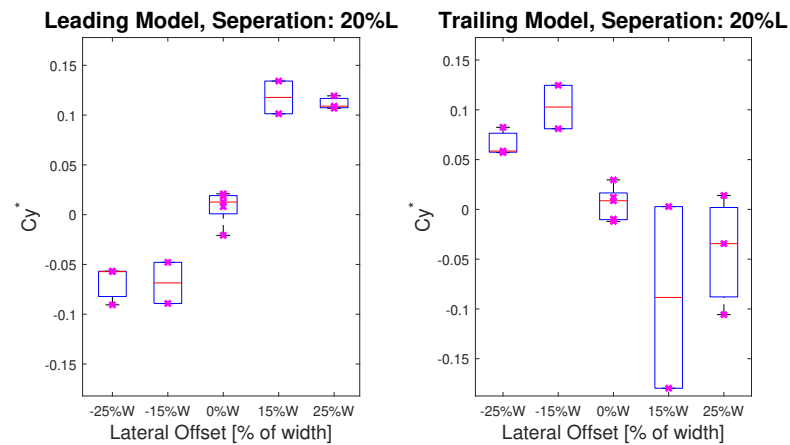 Leading Model, Seperation: 20%L
0.15
0.1
0.05
0
-0.05
-0.1
-0.15
Cy*
-25%W -15%W 0%W 15%W 25%W
Lateral Offset [% of width]
Trailing Model, Seperation: 20%L
0.15
0.1
0.05
0
-0.05
-0.1
-0.15
Cy*
-25%W -15%W 0%W 15%W 25%W
Lateral Offset [% of width]